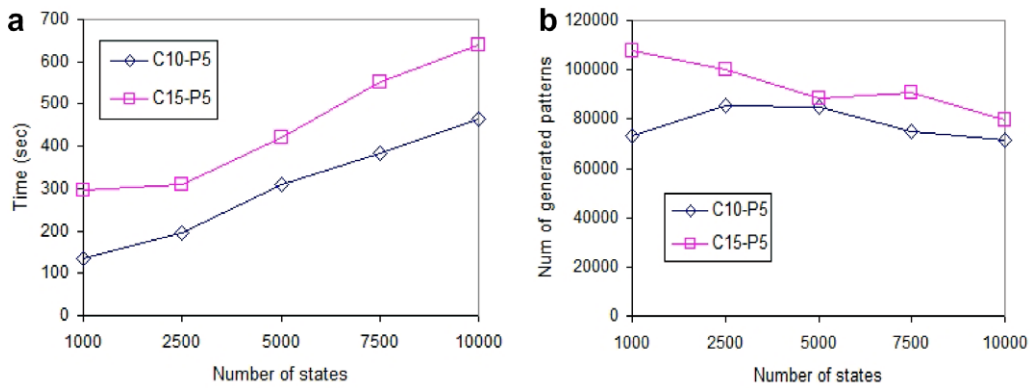 a
700
600
500
400
300
200
100
0
Time (sec)
C10-P5
C15-P5
1000 2500 5000 7500 10000
Number of states
b
120000
100000
80000
60000
40000
20000
0
Num of generated patterns
C10-P5
C15-P5
1000 2500 5000 7500 10000
Number of states